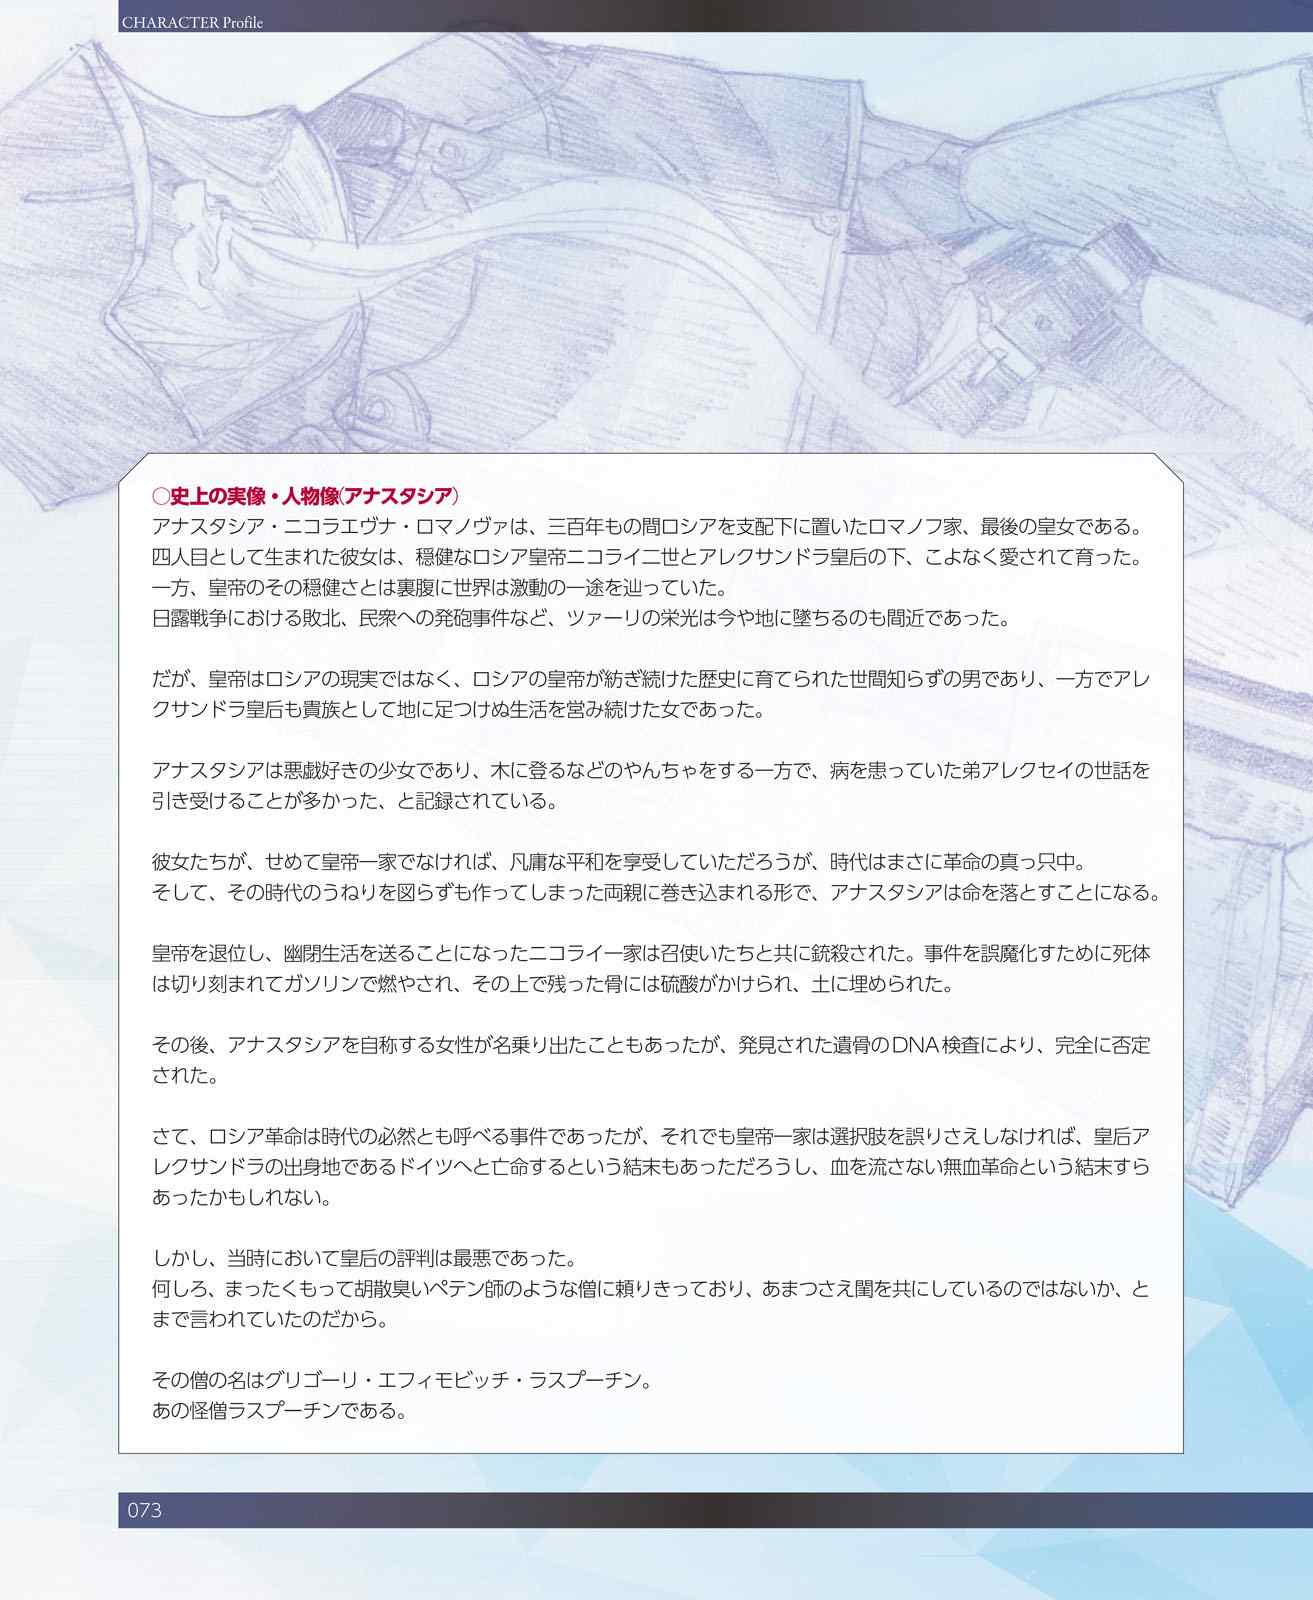 CHARACTER Profile
○史上の実像・人物像(アナスタシア)
アナスタシア・ニコラエヴナ・ロマノヴァは、三百年もの間ロシアを支配下に置いたロマノフ家、最後の皇女である。
四人目として生まれた彼女は、穏健なロシア皇帝ニコライ二世とアレクサンドラ皇后の下、こよなく愛されて育った。
一方、皇帝のその穏健さとは裏腹に世界は激動の一途を辿っていた。
日露戦争における敗北、民衆への発砲事件など、ツァーリの栄光は今や地に墜ちるのも間近であった。
だが、皇帝はロシアの現実ではなく、ロシアの皇帝が紡ぎ続けた歴史に育てられた世間知らずの男であり、一方でアレ
クサンドラ皇后も貴族として地に足つけぬ生活を営み続けた女であった。
アナスタシアは悪戯好きの少女であり、木に登るなどのやんちゃをする一方で、病を患っていた弟アレクセイの世話を
引き受けることが多かった、と記録されている。
彼女たちが、せめて皇帝一家でなければ、凡庸な平和を享受していただろうが、時代はまさに革命の真っ只中。
そして、その時代のうねりを図らずも作ってしまった両親に巻き込まれる形で、アナスタシアは命を落とすことになる。
皇帝を退位し、幽閉生活を送ることになったニコライ一家は召使いたちと共に銃殺された。事件を誤魔化すために死体
は切り刻まれてガソリンで燃やされ、その上で残った骨には硫酸がかけられ、土に埋められた。
その後、アナスタシアを自称する女性が名乗り出たこともあったが、発見された遺骨のDNA検査により、完全に否定
された。
さて、ロシア革命は時代の必然とも呼べる事件であったが、それでも皇帝一家は選択肢を誤りさえしなければ、皇后ア
レクサンドラの出身地であるドイツへと亡命するという結末もあっただろうし、血を流さない無血革命という結末すら
あったかもしれない。
しかし、当時において皇后の評判は最悪であった。
何しろ、まったくもって胡散臭いペテン師のような僧に頼りきっており、あまつさえ閨を共にしているのではないか、と
まで言われていたのだから。
その僧の名はグリゴーリ・エフィモビッチ・ラスプーチン。
あの怪僧ラスプーチンである。
073